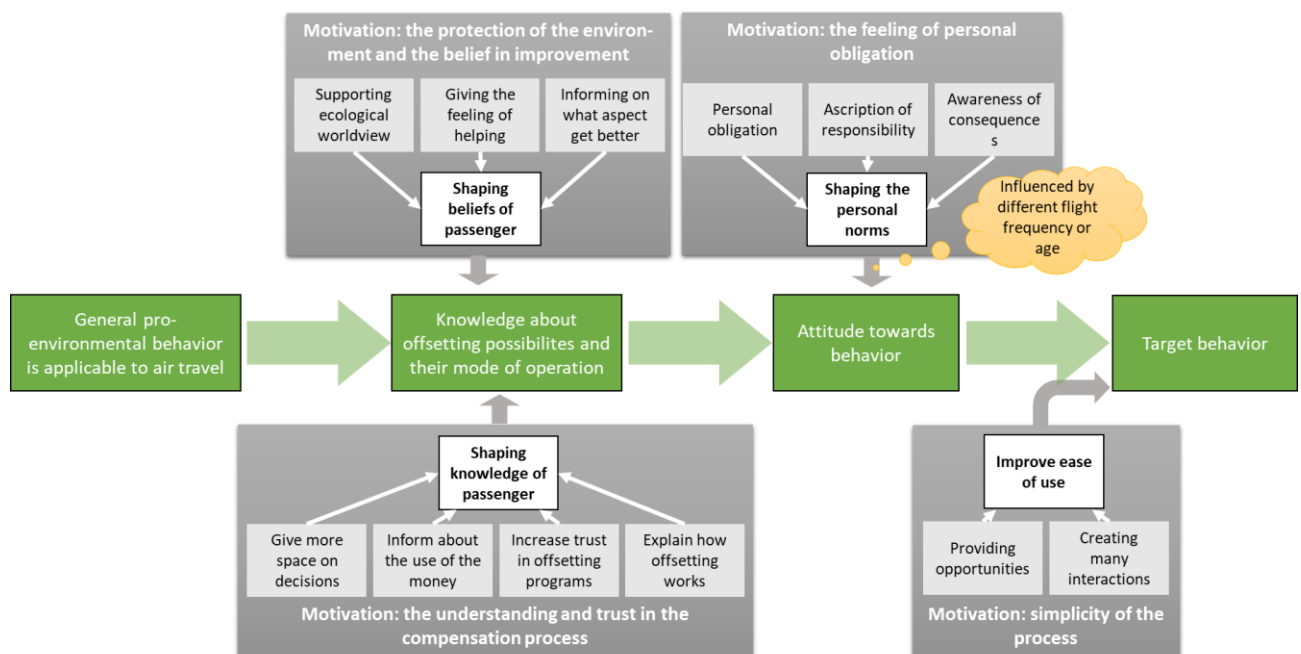 Motivation: the protection of the environ-
ment and the belief in improvement
Supporting
ecological
worldview
Giving the
feeling of
helping
Informing on
what aspect
get better
Shaping
beliefs of
passenger
Motivation: the feeling of personal
obligation
Personal
obligation
Ascription of
responsibility
Awareness of
consequence
s
Shaping the
personal
norms
Influenced by
different flight
frequency or
age
General pro-
environmental behavior
is applicable to air travel
Knowledge about
offsetting possibilites and
their mode of operation
Attitude towards
behavior
Target behavior
Shaping
knowledge of
passenger
Give more
space on
decisions
Inform about
the use of the
money
Increase trust
in offsetting
programs
Explain how
offsetting
works
Motivation: the understanding and trust in the
compensation process
Improve ease
of use
Providing
opportunities
Creating
many
interactions
Motivation: simplicity of the
process